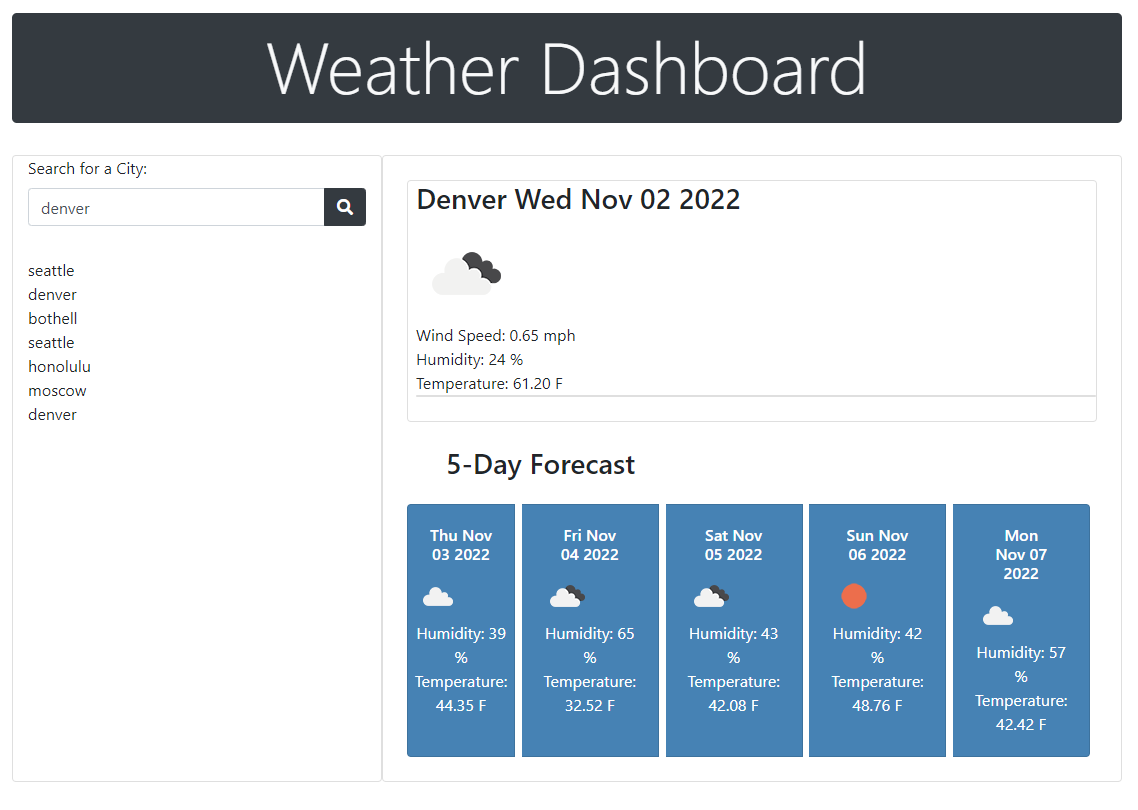 Weather Dashboard
Search for a City:
denver
seattle
denver
bothell
seattle
honolulu
moscow
denver
Denver Wed Nov 02 2022
Wind Speed: 0.65 mph
Humidity: 24 %
Temperature: 61.20 F
5-Day Forecast
Thu Nov
03 2022
Humidity: 39
%
Temperature:
44.35 F
Fri Nov
04 2022
Humidity: 65
%
Temperature:
32.52 F
Sat Nov
05 2022
Humidity: 43
%
Temperature:
42.08 F
Sun Nov
06 2022
Humidity: 42
%
Temperature:
48.76 F
Mon
Nov 07
2022
Humidity: 57
%
Temperature:
42.42 F